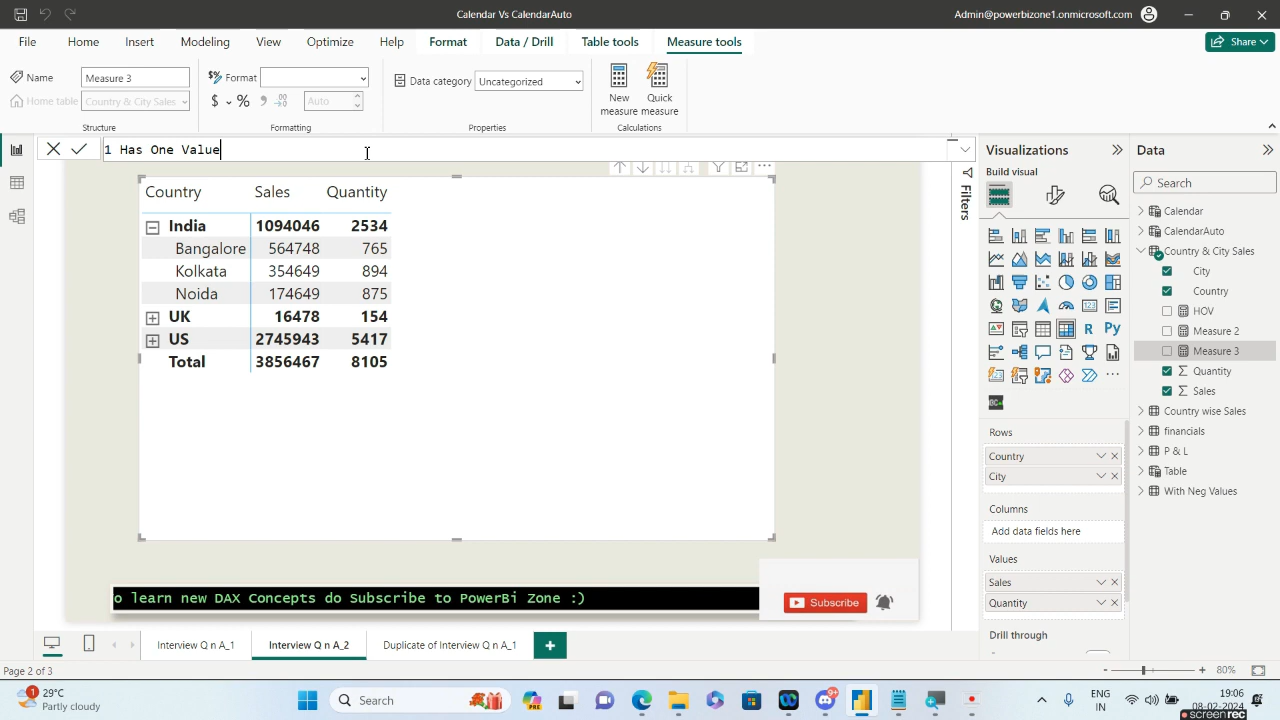 Calendar Vs CalendarAuto
Admin@powerbizone1.onmicrosoft.com
File Home Insert Modeling View Optimize Help Format Data / Drill Table tools Measure tools
Share
Name Measure 3
Home table Country & City Sales
Structure
Format
$ % 9 Auto
Formatting
Data category Uncategorized
Properties
New measure Quick measure
Calculations
1 Has One Value
Country Sales Quantity
India 1094046 2534
Bangalore 564748 765
Kolkata 354649 894
Noida 174649 875
UK 16478 154
US 2745943 5417
Total 3856467 8105
o learn new DAX Concepts do Subscribe to PowerBi Zone :)
Subscribe
Filters
Visualizations
Build visual
R Py
123
Rows
Country
City
Columns
Add data fields here
Values
Sales
Quantity
Drill through
Data
Search
Calendar
CalendarAuto
Country & City Sales
City
Country
HOV
Measure 2
Measure 3
Quantity
Sales
Country wise Sales
financials
P & L
Table
With Neg Values
Interview Q n A_1 Interview Q n A_2 Duplicate of Interview Q n A_1
Page 2 of 3
80%
1
29°C
Partly cloudy
Search
PRE
9+
ENG
IN
19:06
08-02-2024
screenrec